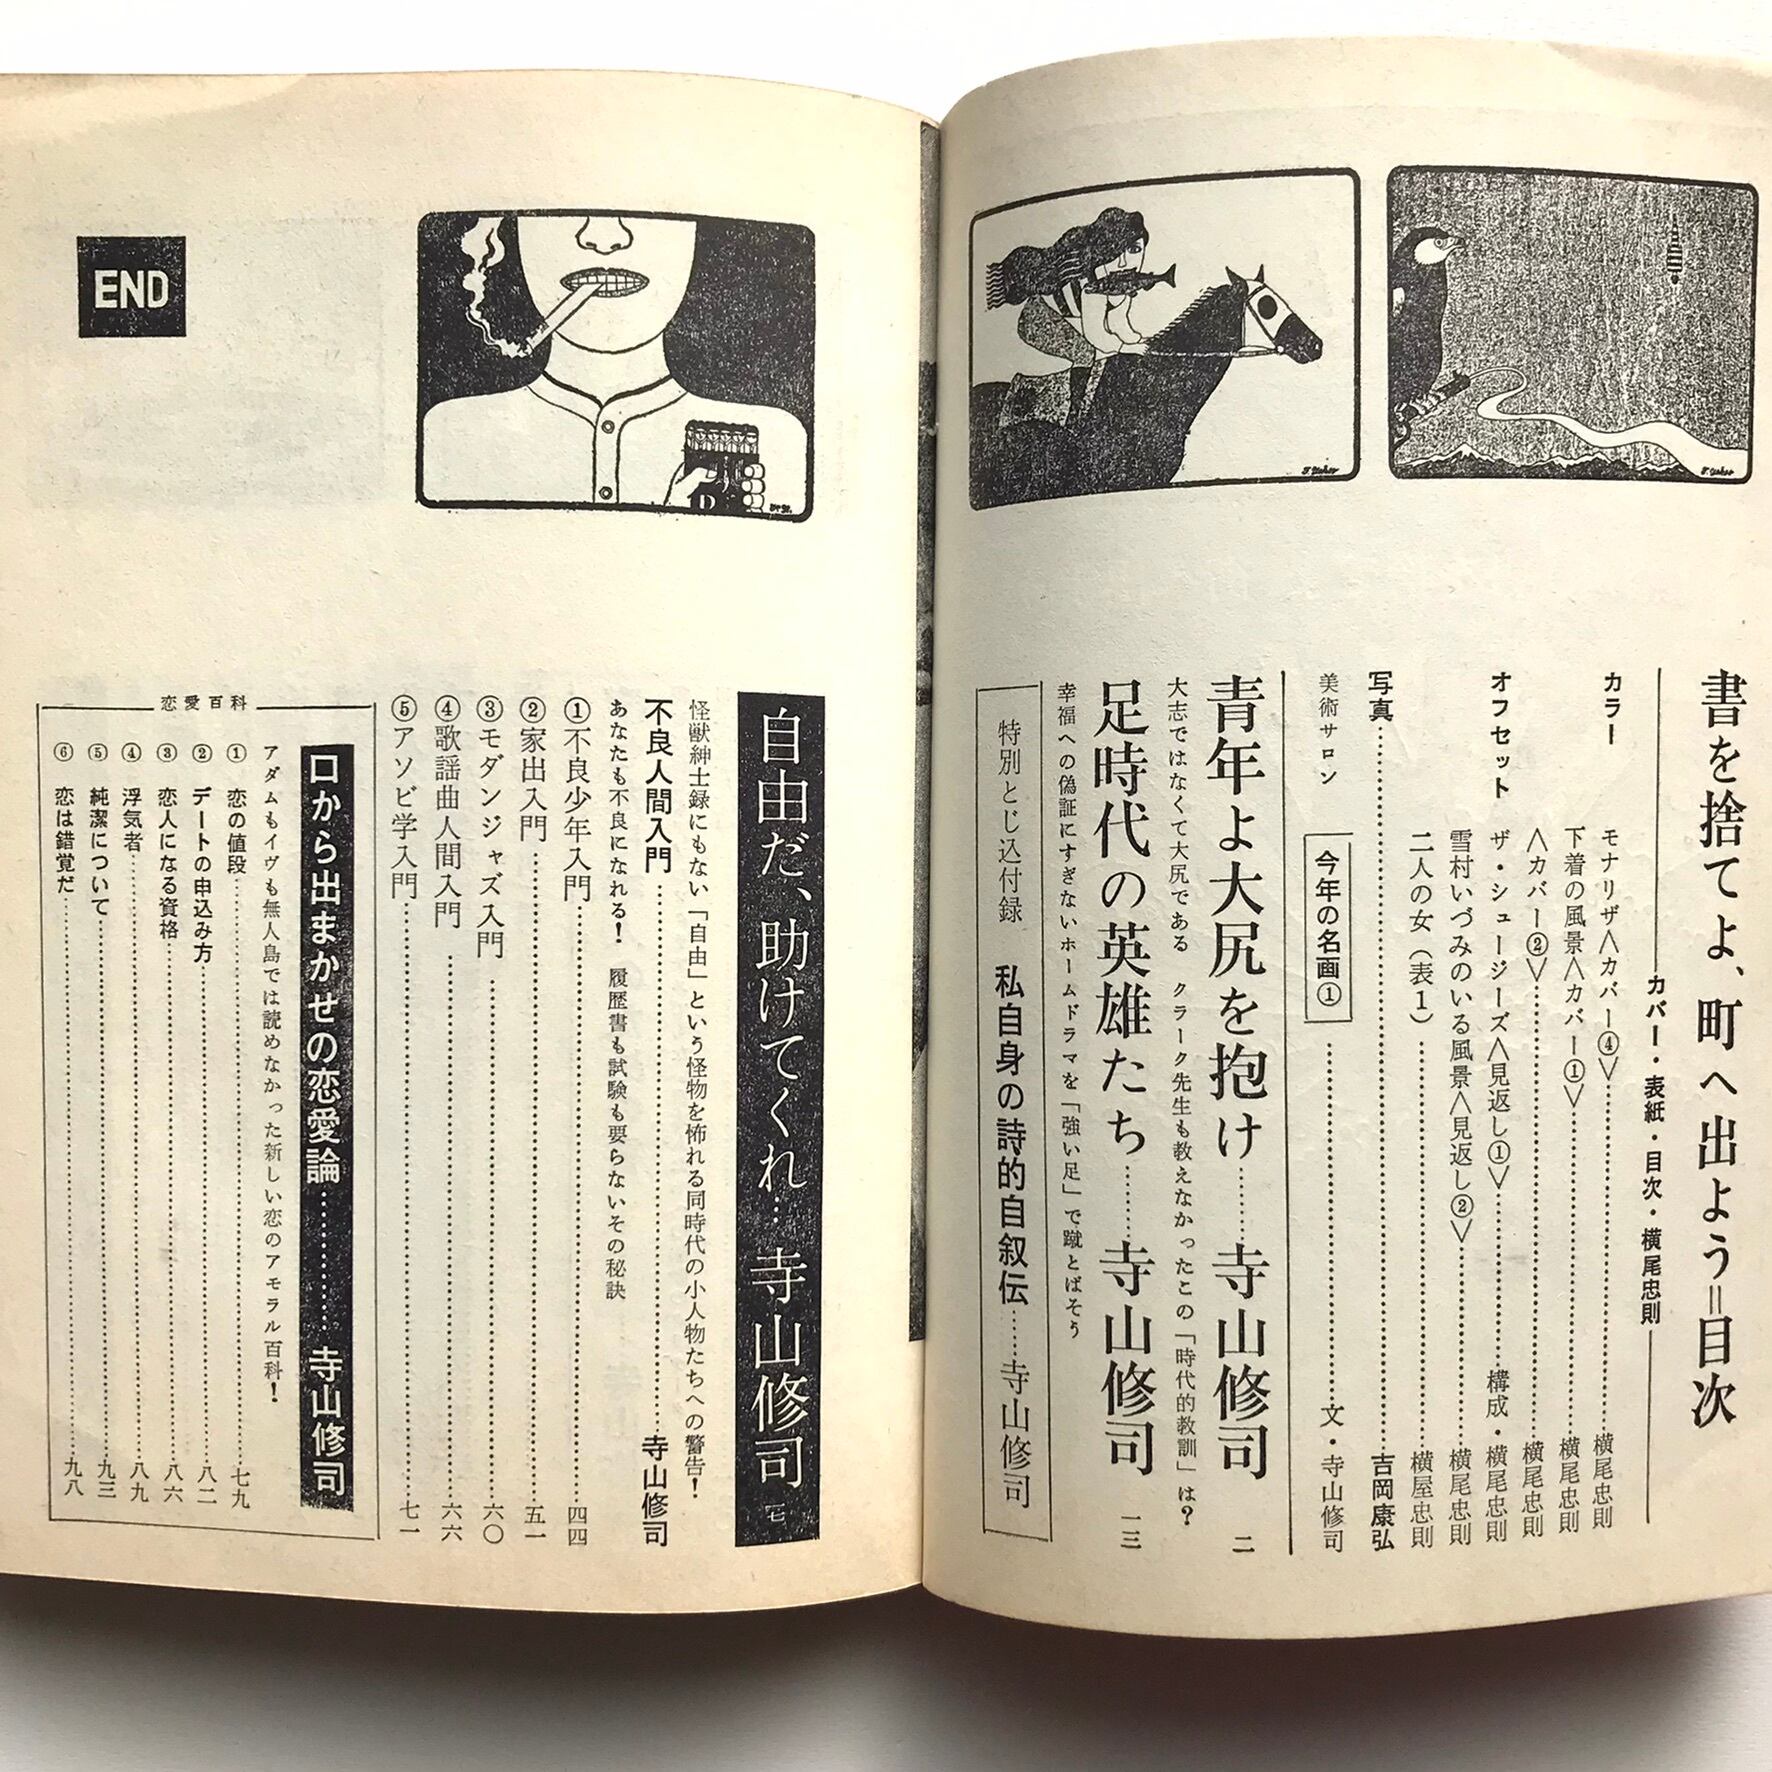 書を捨てよ、町へ出よう=目次
カバー・表紙・目次・横尾忠則
カラー
モナリザ<カバー④>……横尾忠則
下着の風景<カバー①>……横尾忠則
<カバー②>……横尾忠則
オフセット
ザ・シュージーズ<見返し①>……構成・横尾忠則
雪村いづみのいる風景<見返し②>……横尾忠則
二人の女(表1)……横屋忠則
写真……吉岡康弘
美術サロン
今年の名画①……文・寺山修司
青年よ大尻を抱け……寺山修司 二
大志ではなくて大尻である クラーク先生も教えなかったこの「時代的教訓」は?
足時代の英雄たち……寺山修司 一三
幸福への偽証にすぎないホームドラマを「強い足」で蹴とばそう
特別とじ込付録 私自身の詩的自叙伝……寺山修司
自由だ、助けてくれ…寺山修司
怪獣紳士録にもない「自由」という怪物を怖れる同時代の小人物たちへの警告!
不良人間入門……寺山修司
あなたも不良になれる! 履歴書も試験も要らないその秘訣
①不良少年入門……四四
②家出入門……五一
③モダンジャズ入門……六〇
④歌謡曲人間入門……六六
⑤アソビ学入門……七一
恋愛百科
口から出まかせの恋愛論……寺山修司
アダムもイヴも無人島では読めなかった新しい恋のアモラル百科!
① 恋の値段……七九
② デートの申込み方……八二
③ 恋人になる資格……八六
④ 浮気者……八九
⑤ 純潔について……九三
⑥ 恋は錯覚だ……九八
END